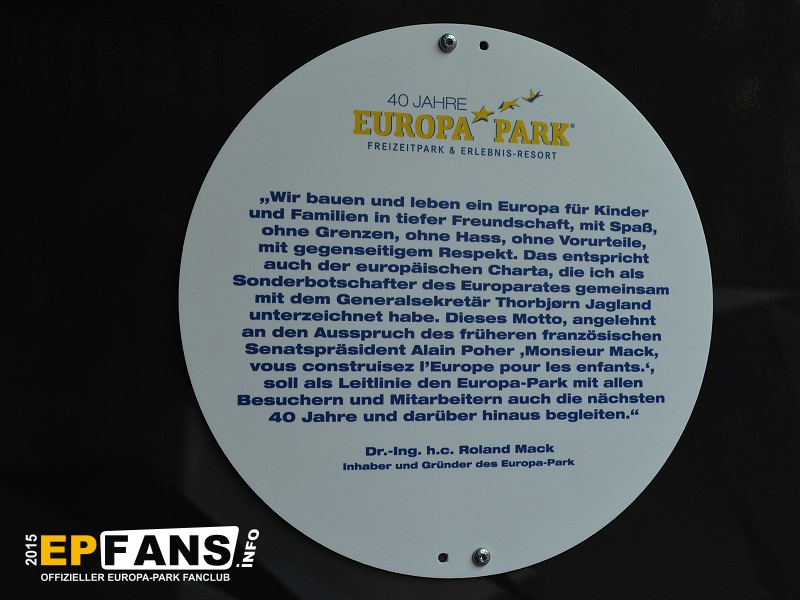 40 JAHRE
EUROPA PARK®
FREIZEITPARK & ERLEBNIS-RESORT
„Wir bauen und leben ein Europa für Kinder
und Familien in tiefer Freundschaft, mit Spaß,
ohne Grenzen, ohne Hass, ohne Vorurteile,
mit gegenseitigem Respekt. Das entspricht
auch der europäischen Charta, die ich als
Sonderbotschafter des Europarates gemeinsam
mit dem Generalsekretär Thorbjørn Jagland
unterzeichnet habe. Dieses Motto, angelehnt
an den Ausspruch des früheren französischen
Senatspräsident Alain Poher ‚Monsieur Mack,
vous construisez l'Europe pour les enfants.‘,
soll als Leitlinie den Europa-Park mit allen
Besuchern und Mitarbeitern auch die nächsten
40 Jahre und darüber hinaus begleiten.“
Dr.-Ing. h.c. Roland Mack
Inhaber und Gründer des Europa-Park
2015 EPFANS.INFO
OFFIZIELLER EUROPA-PARK FANCLUB